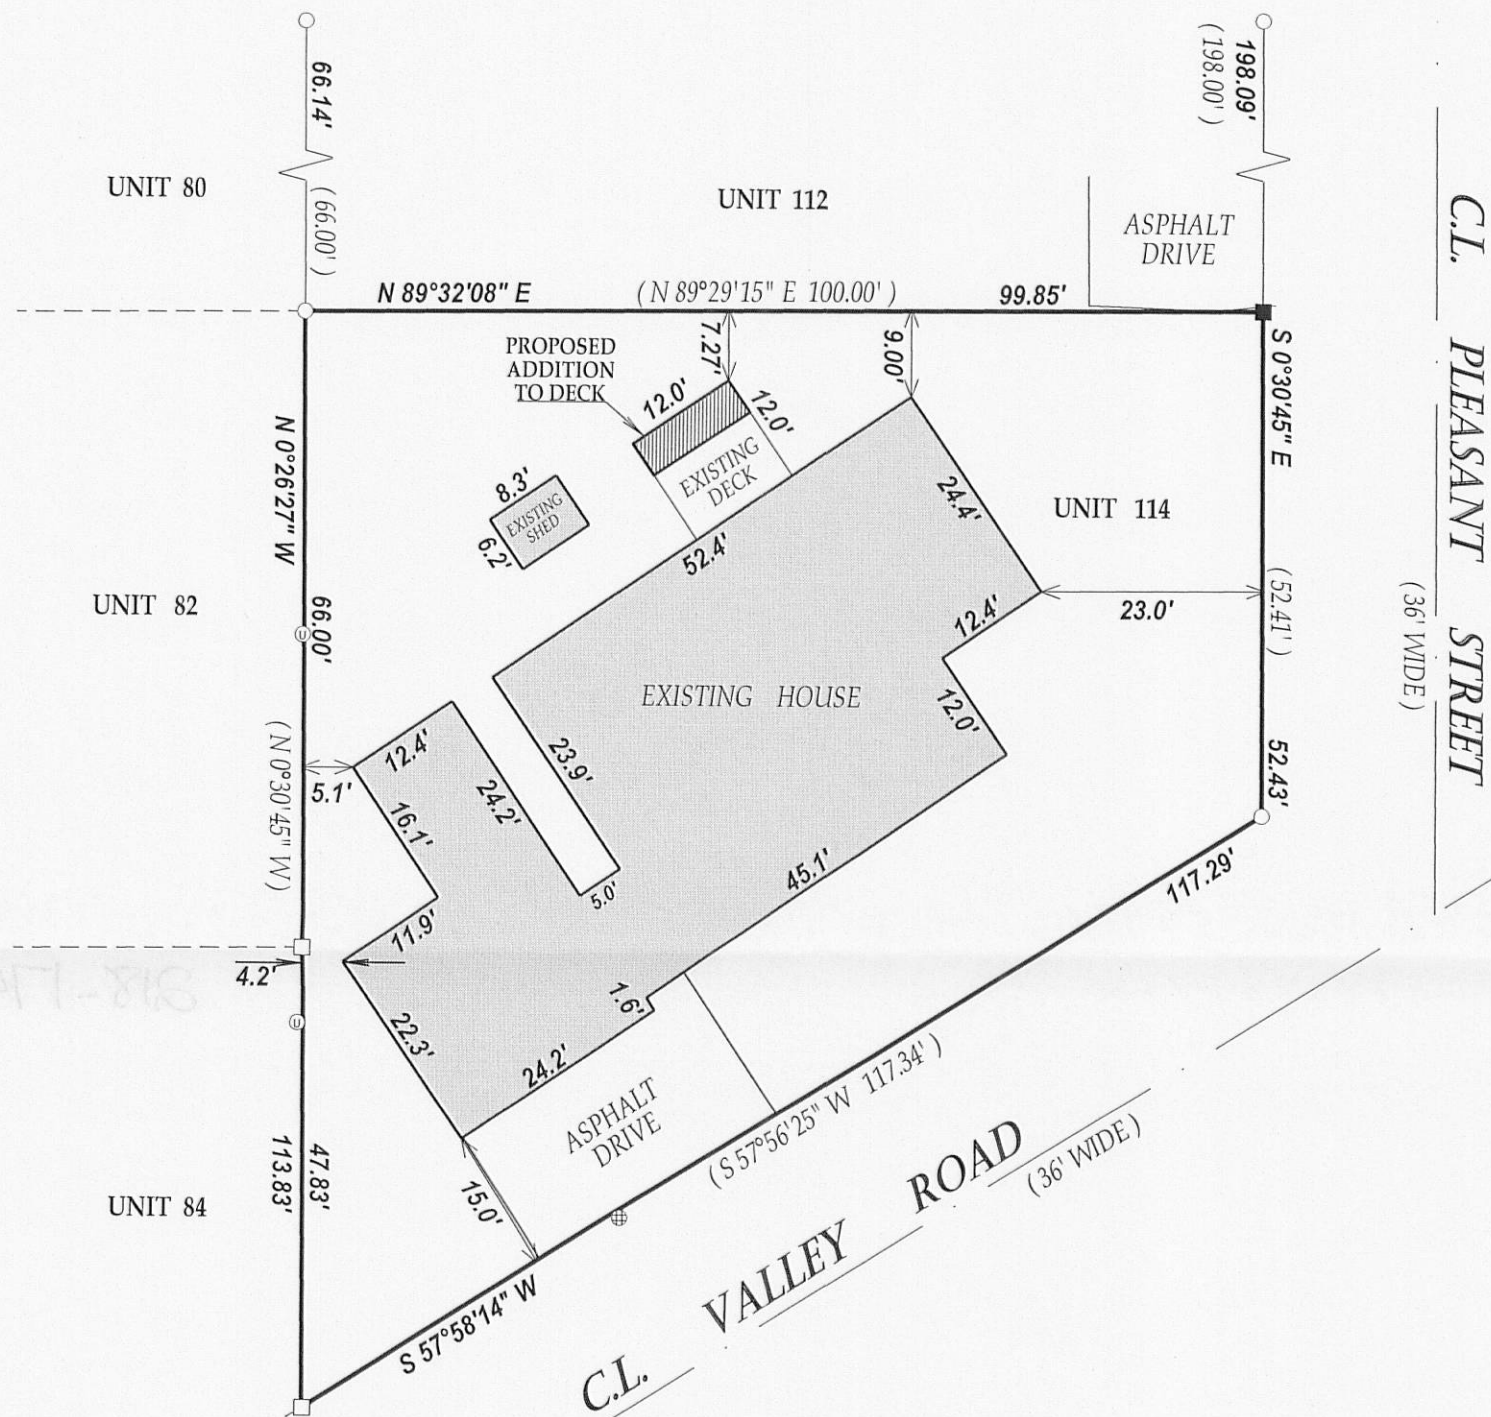 66.14'
( 66.00' )
198.09'
( 198.00' )
UNIT 80
UNIT 112
ASPHALT
DRIVE
C.L. PLEASANT STREET
( 36' WIDE )
N 89°32'08" E
( N 89°29'15" E 100.00' )
99.85'
PROPOSED
ADDITION
TO DECK
7.27'
9.00'
12.0'
12.0'
EXISTING
DECK
S 0°30'45" E
( 52.41' )
52.43'
N 0°26'27" W
66.00'
( N 0°30'45" W )
8.3'
6.2'
EXISTING
SHED
24.4'
UNIT 114
52.4'
UNIT 82
U
12.4'
23.0'
EXISTING HOUSE
12.0'
12.4'
23.9'
24.2'
5.1'
16.1'
5.0'
45.1'
117.29'
11.9'
4.2'
U
22.3'
1.6'
24.2'
ASPHALT
DRIVE
( S 57°56'25" W 117.34' )
47.83'
113.83'
UNIT 84
15.0'
S 57°58'14" W
C.L. VALLEY ROAD
( 36' WIDE )